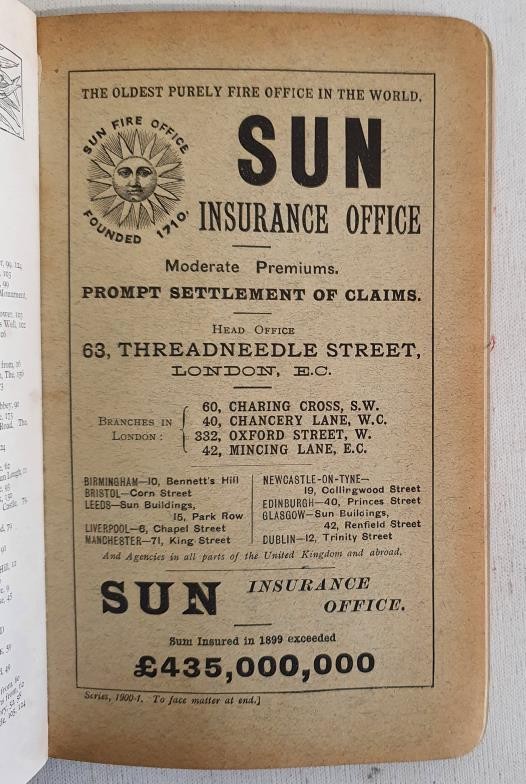 THE OLDEST PURELY FIRE OFFICE IN THE WORLD.
SUN FIRE OFFICE
FOUNDED 1710.
SUN
INSURANCE OFFICE
Moderate Premiums.
PROMPT SETTLEMENT OF CLAIMS.
HEAD OFFICE
63, THREADNEEDLE STREET,
LONDON, E.C.
BRANCHES IN LONDON:
60, CHARING CROSS, S.W.
40, CHANCERY LANE, W.C.
332, OXFORD STREET, W.
42, MINCING LANE, E.C.
BIRMINGHAM—10, Bennett's Hill
BRISTOL—Corn Street
LEEDS—Sun Buildings,
15, Park Row
LIVERPOOL—6, Chapel Street
MANCHESTER—71, King Street
NEWCASTLE-ON-TYNE—
19, Collingwood Street
EDINBURGH—40, Princes Street
GLASGOW—Sun Buildings,
42, Renfield Street
DUBLIN—12, Trinity Street
And Agencies in all parts of the United Kingdom and abroad.
SUN INSURANCE
OFFICE.
Sum Insured in 1899 exceeded
£435,000,000
Series, 1900-1. To face matter at end.]